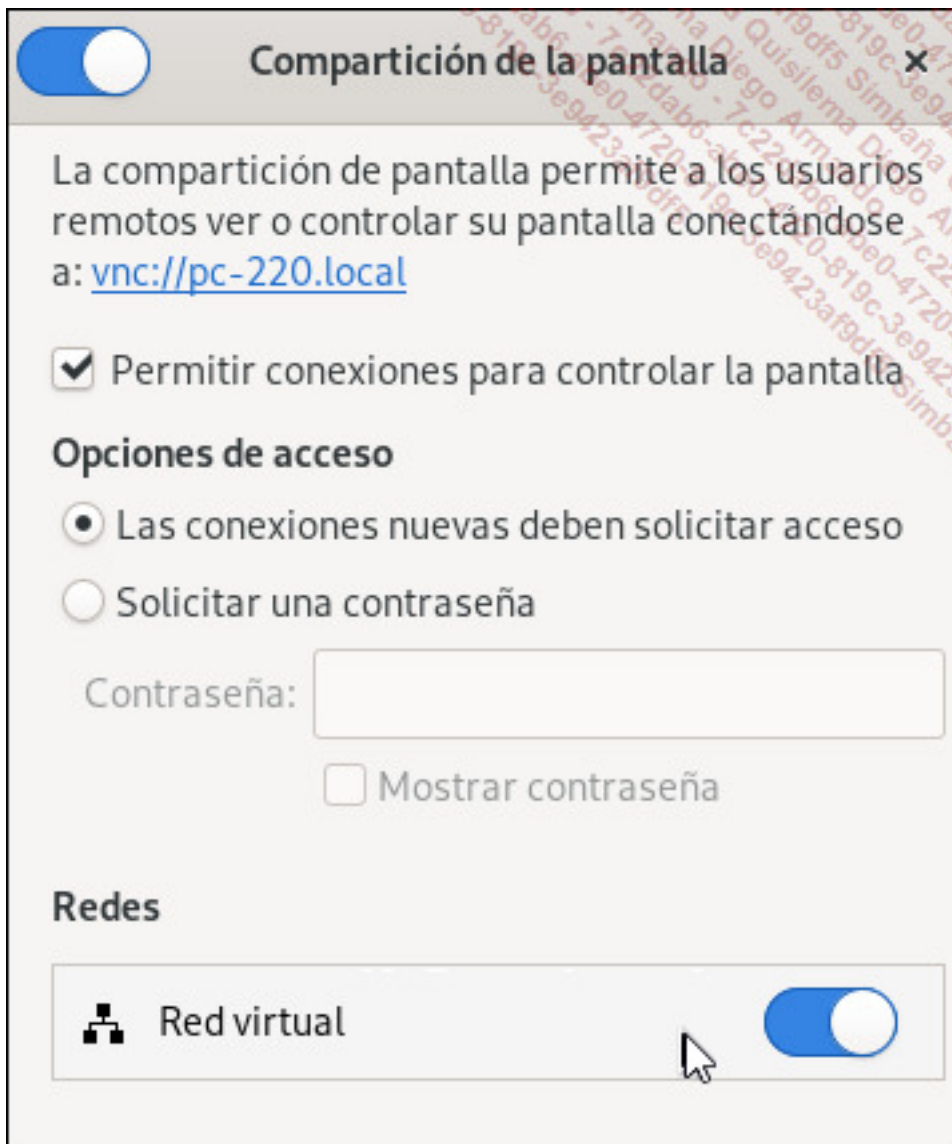 Compartición de la pantalla
La compartición de pantalla permite a los usuarios
remotos ver o controlar su pantalla conectándose
a: vnc://pc-220.local
Permitir conexiones para controlar la pantalla
Opciones de acceso
Las conexiones nuevas deben solicitar acceso
Solicitar una contraseña
Contraseña:
Mostrar contraseña
Redes
Red virtual